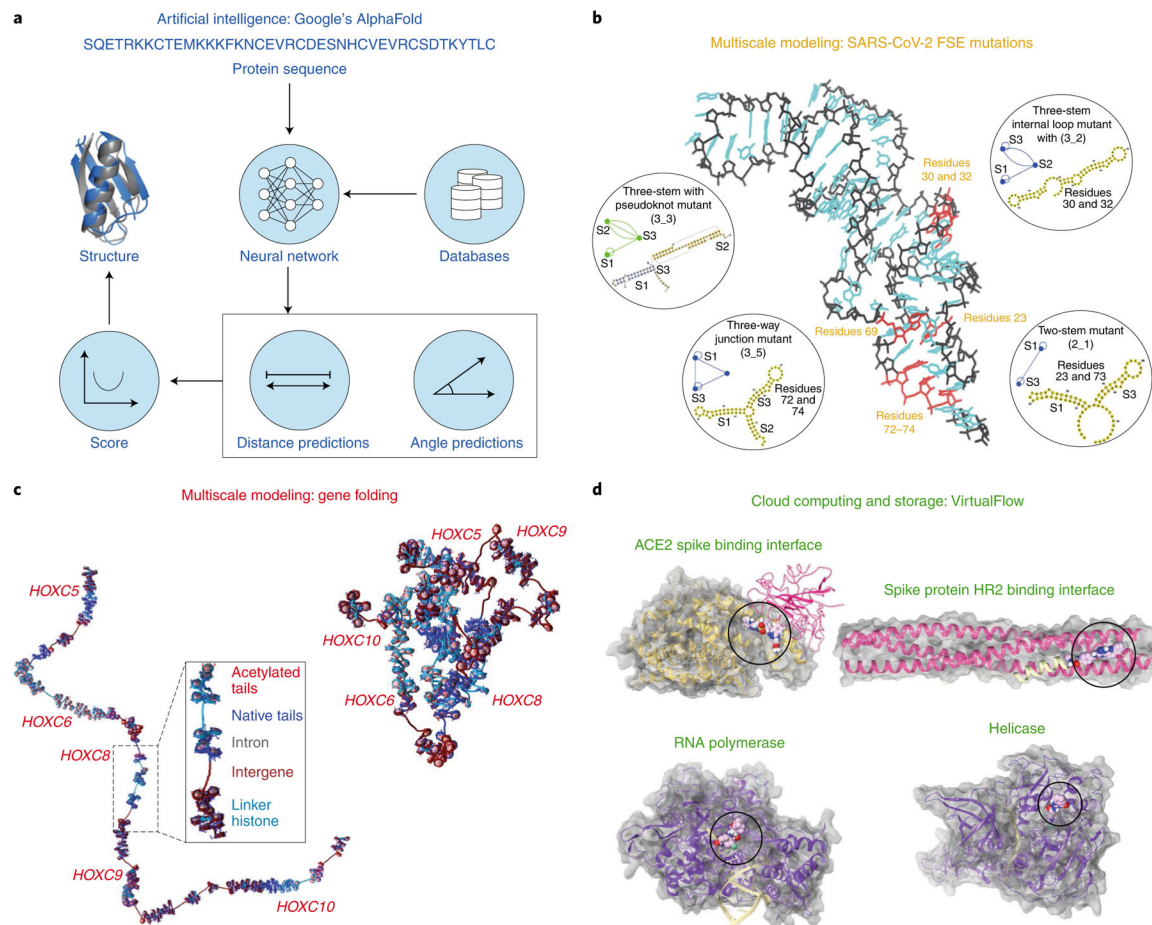 a
Artificial intelligence: Google's AlphaFold
SQETRKKCTEMKKKFKNCEVRCDESNHCVEVRCSDTKYTLC
Protein sequence
Structure
Neural network
Databases
Score
Distance predictions
Angle predictions
b
Multiscale modeling: SARS-CoV-2 FSE mutations
Three-stem
internal loop mutant
with (3_2)
S3
S2
S1
Residues
30 and 32
Residues
30 and 32
Three-stem with
pseudoknot mutant
(3_3)
S2
S3
S1
S2
S3
S1
Three-way
junction mutant
(3_5)
S1
S3
Residues
72 and
74
S3
S1
S2
Residues 69
Residues 23
Residues
72–74
Two-stem mutant
(2_1)
S1
Residues
23 and 73
S3
S3
S1
c
Multiscale modeling: gene folding
HOXC5
HOXC6
HOXC8
HOXC9
HOXC10
Acetylated
tails
Native tails
Intron
Intergene
Linker
histone
HOXC5
HOXC9
HOXC10
HOXC6
HOXC8
d
Cloud computing and storage: VirtualFlow
ACE2 spike binding interface
Spike protein HR2 binding interface
RNA polymerase
Helicase